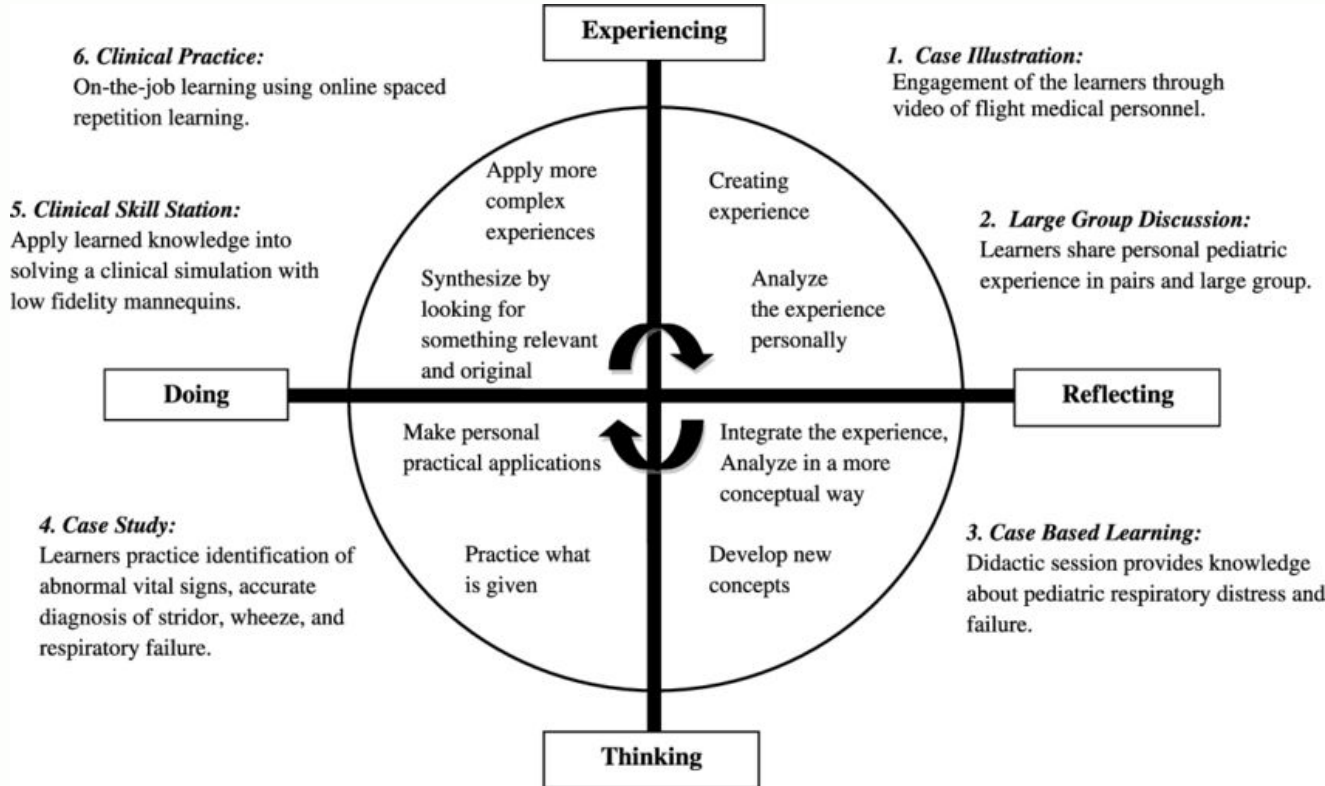 Experiencing
6. Clinical Practice:
On-the-job learning using online spaced
repetition learning.
1. Case Illustration:
Engagement of the learners through
video of flight medical personnel.
Apply more
complex
experiences
Creating
experience
5. Clinical Skill Station:
Apply learned knowledge into
solving a clinical simulation with
low fidelity mannequins.
2. Large Group Discussion:
Learners share personal pediatric
experience in pairs and large group.
Synthesize by
looking for
something relevant
and original
Analyze
the experience
personally
Doing
Reflecting
Make personal
practical applications
Integrate the experience,
Analyze in a more
conceptual way
4. Case Study:
Learners practice identification of
abnormal vital signs, accurate
diagnosis of stridor, wheeze, and
respiratory failure.
Practice what
is given
Develop new
concepts
3. Case Based Learning:
Didactic session provides knowledge
about pediatric respiratory distress and
failure.
Thinking